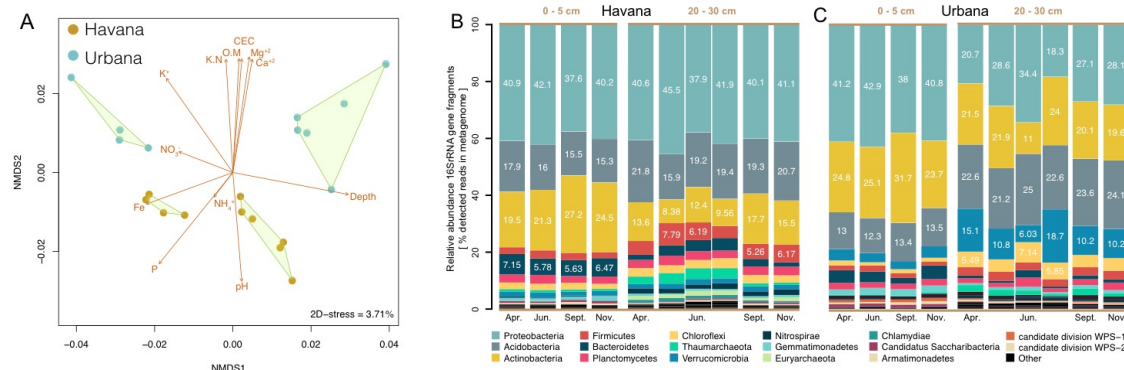 A
Havana
Urbana
CEC
K.N O.M Mg+2
Ca+2
K+
NO3-
Fe
NH4+
Depth
P
pH
2D-stress = 3.71%
NMDS2
0.02
0.00
-0.02
-0.04 -0.02 0.00 0.02 0.04
NMDS1
B
Havana
0 - 5 cm 20 - 30 cm
Relative abundance 16SrRNA gene fragments
[ % detected reads in metagenome ]
100
80
60
40
20
0
40.9 42.1 37.6 40.2 40.6 45.5 37.9 40.9 40.1 41.1
17.9 16 15.5 15.3 21.8 15.9 19.2 19.4 19.3 20.7
19.5 21.3 27.2 24.5 13.6 8.38 12.4 9.56 17.7 15.5
7.79 6.19 5.26 6.17
7.15 5.78 5.63 6.47
Apr. Jun. Sept. Nov. Apr. Jun. Sept. Nov.
C
Urbana
0 - 5 cm 20 - 30 cm
41.2 42.9 38 40.8 20.7 28.6 34.4 18.3 27.1 28.1
24.8 25.1 31.7 23.7 21.5 21.9 11 24 20.1 19.6
13 12.3 13.4 13.5 22.6 21.2 25 22.6 23.6 24.1
15.1 10.8 6.03 18.7 10.2 10.2
5.49 7.14 5.85
Apr. Jun. Sept. Nov. Apr. Jun. Sept. Nov.
Proteobacteria Firmicutes Chloroflexi Nitrospirae Chlamydiae candidate division WPS-1
Acidobacteria Bacteroidetes Thaumarchaeota Gemmatimonadetes Candidatus Saccharibacteria candidate division WPS-2
Actinobacteria Planctomycetes Verrucomicrobia Euryarchaeota Armatimonadetes Other